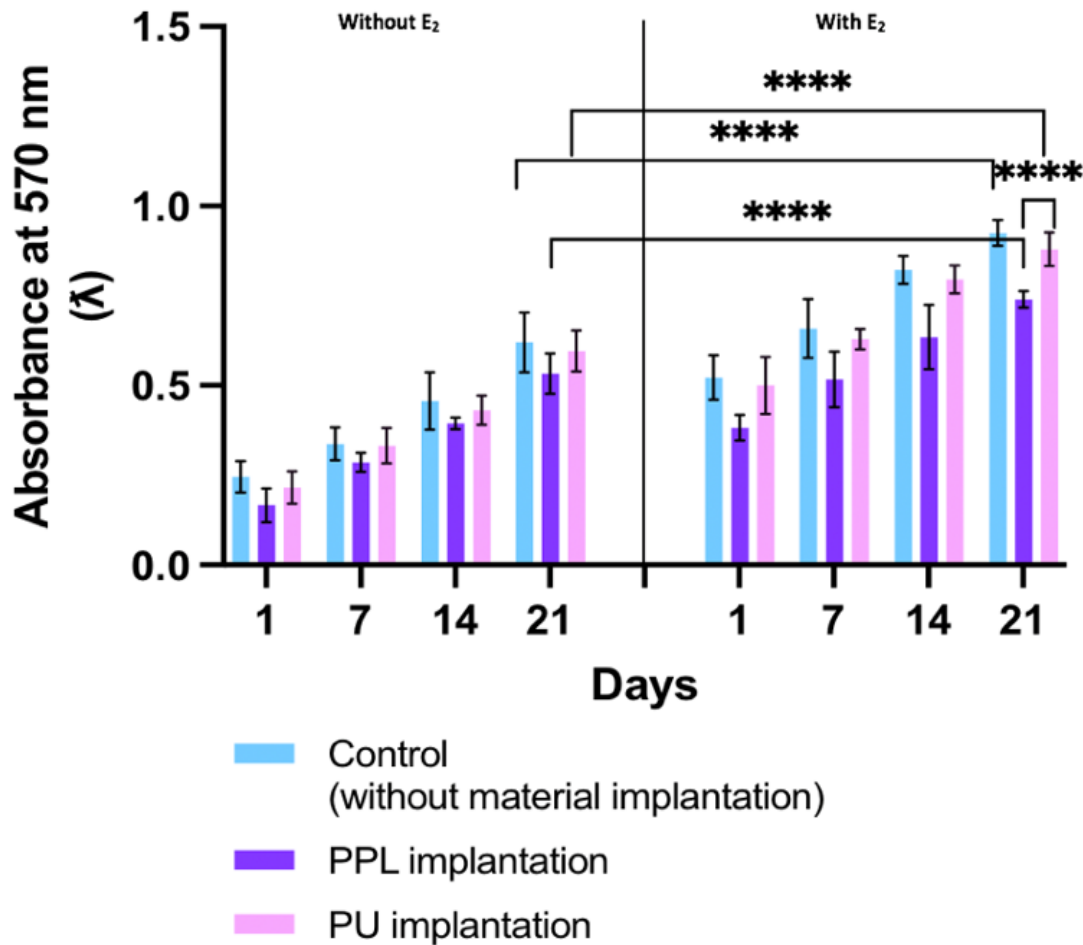 Without E₂
With E₂
1.5
1.0
0.5
0.0
Absorbance at 570 nm
(ƛ)
****
****
****
****
1 7 14 21 1 7 14 21
Days
Control
(without material implantation)
PPL implantation
PU implantation